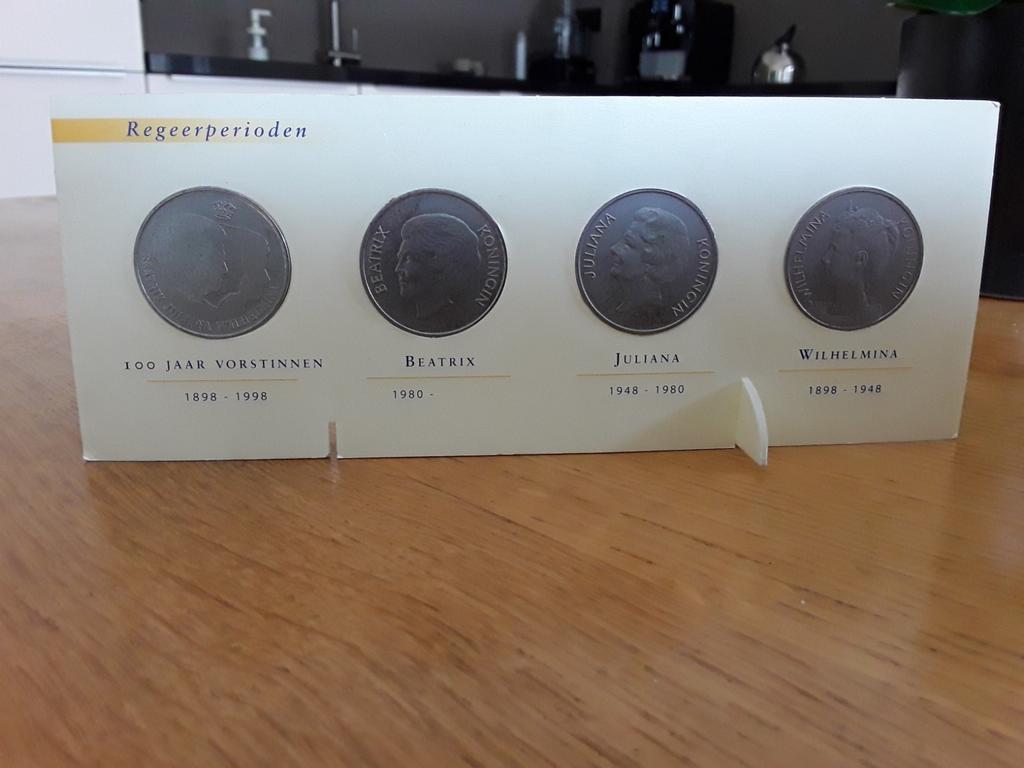 Regeerperioden
BEATRIX KONINGIN
JULIANA KONINGIN
WILHELMINA KONINGIN
100 JAAR VORSTINNEN
1898 - 1998
BEATRIX
1980 -
JULIANA
1948 - 1980
WILHELMINA
1898 - 1948